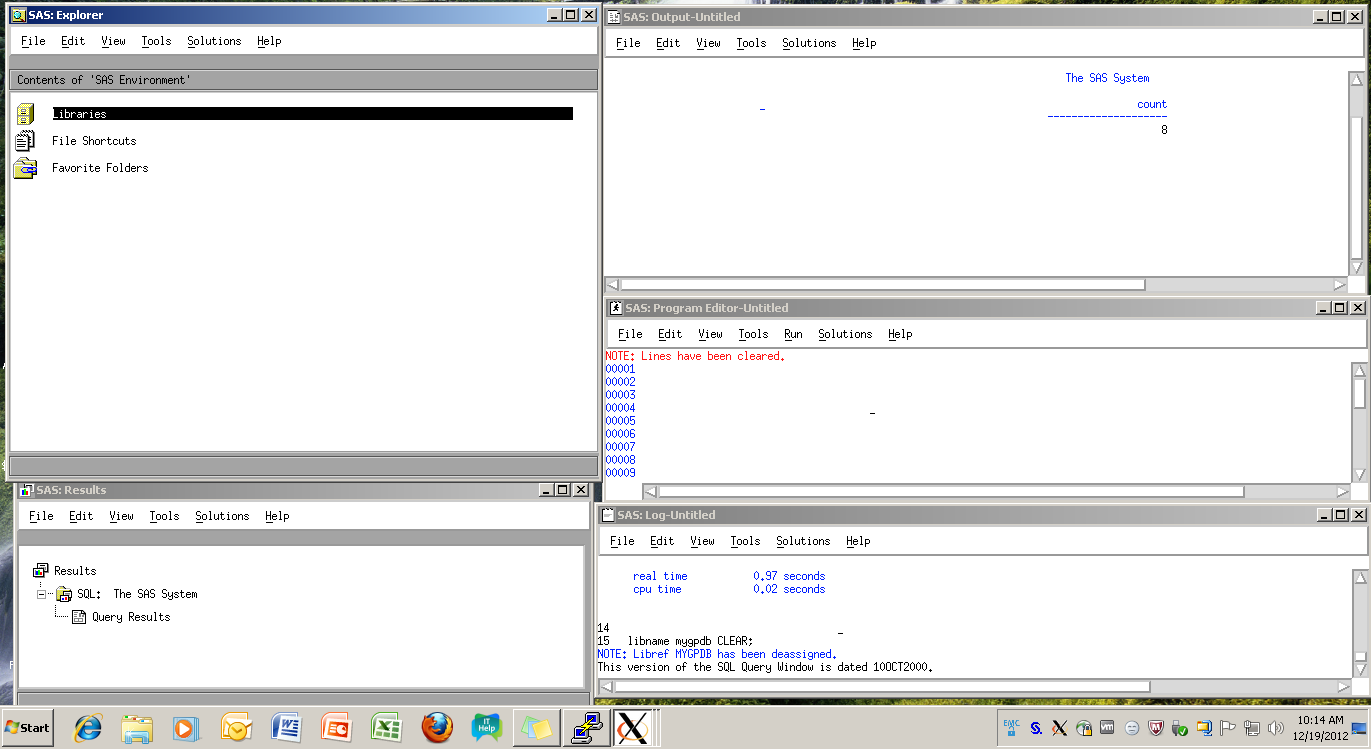 SAS: Explorer
File Edit View Tools Solutions Help
Contents of 'SAS Environment'
Libraries
File Shortcuts
Favorite Folders
SAS: Output-Untitled
File Edit View Tools Solutions Help
The SAS System
count
--------------------
8
SAS: Program Editor-Untitled
File Edit View Tools Run Solutions Help
NOTE: Lines have been cleared.
00001
00002
00003
00004
00005
00006
00007
00008
00009
SAS: Results
File Edit View Tools Solutions Help
Results
SQL: The SAS System
Query Results
SAS: Log-Untitled
File Edit View Tools Solutions Help
real time 0.97 seconds
cpu time 0.02 seconds
14
15 libname mygpdb CLEAR;
NOTE: Libref MYGPDB has been deassigned.
This version of the SQL Query Window is dated 10OCT2000.
Start
IT
Help
EMC
10:14 AM
12/19/2012